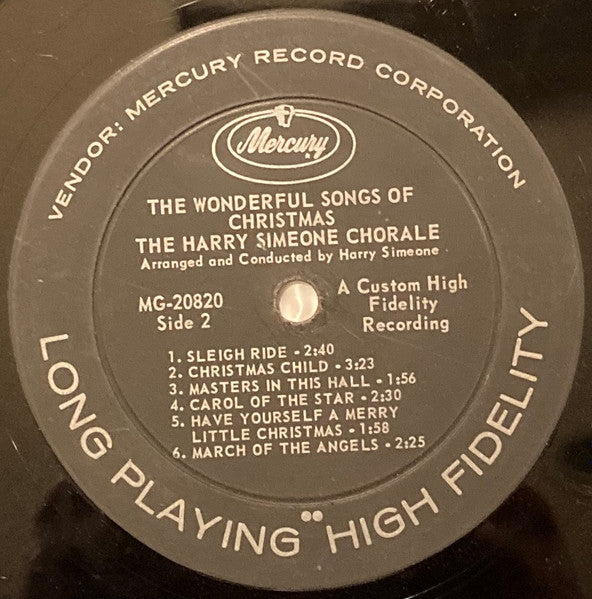 VENDOR: MERCURY RECORD CORPORATION
Mercury
THE WONDERFUL SONGS OF
CHRISTMAS
THE HARRY SIMEONE CHORALE
Arranged and Conducted by Harry Simeone
MG-20820
Side 2
A Custom High
Fidelity
Recording
1. SLEIGH RIDE - 2:40
2. CHRISTMAS CHILD - 3:23
3. MASTERS IN THIS HALL - 1:56
4. CAROL OF THE STAR - 2:30
5. HAVE YOURSELF A MERRY
LITTLE CHRISTMAS - 1:58
6. MARCH OF THE ANGELS - 2:25
LONG PLAYING HIGH FIDELITY